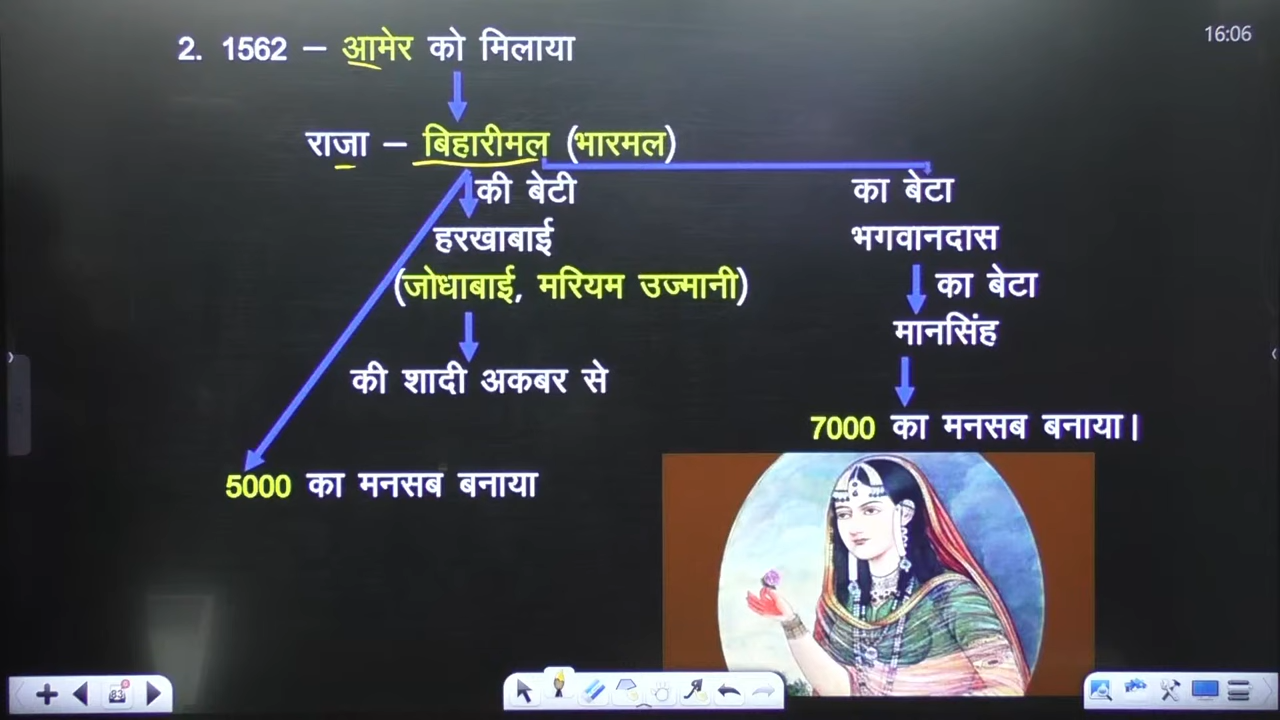 16:06
2. 1562 – आमेर को मिलाया
राजा – बिहारीमल (भारमल)
की बेटी
का बेटा
हरखाबाई
भगवानदास
(जोधाबाई, मरियम उज्मानी)
का बेटा
मानसिंह
की शादी अकबर से
7000 का मनसब बनाया।
5000 का मनसब बनाया
83